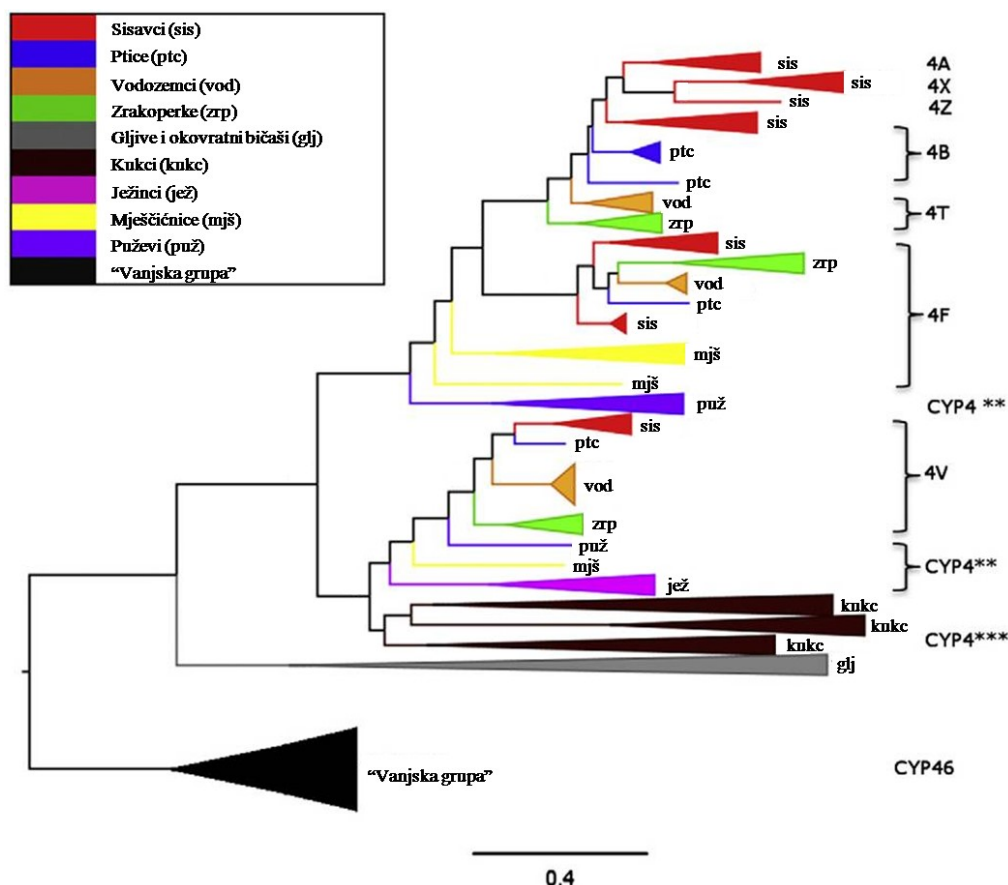 Sisavci (sis)
Ptice (ptc)
Vodozemci (vod)
Zrakoperke (zrp)
Gljive i okovratni bičaši (glj)
Kukci (kukc)
Ježinci (jež)
Mješčićnice (mjš)
Puževi (puž)
“Vanjska grupa”
sis 4A
sis 4X
sis 4Z
sis
ptc 4B
ptc
vod 4T
zrp
sis
zrp
vod
ptc 4F
sis
mjš
mjš
puž CYP4 **
sis
ptc
4V
vod
zrp
puž
mjš CYP4**
jež
kukc
kukc
kukc CYP4***
glj
“Vanjska grupa” CYP46
0.4